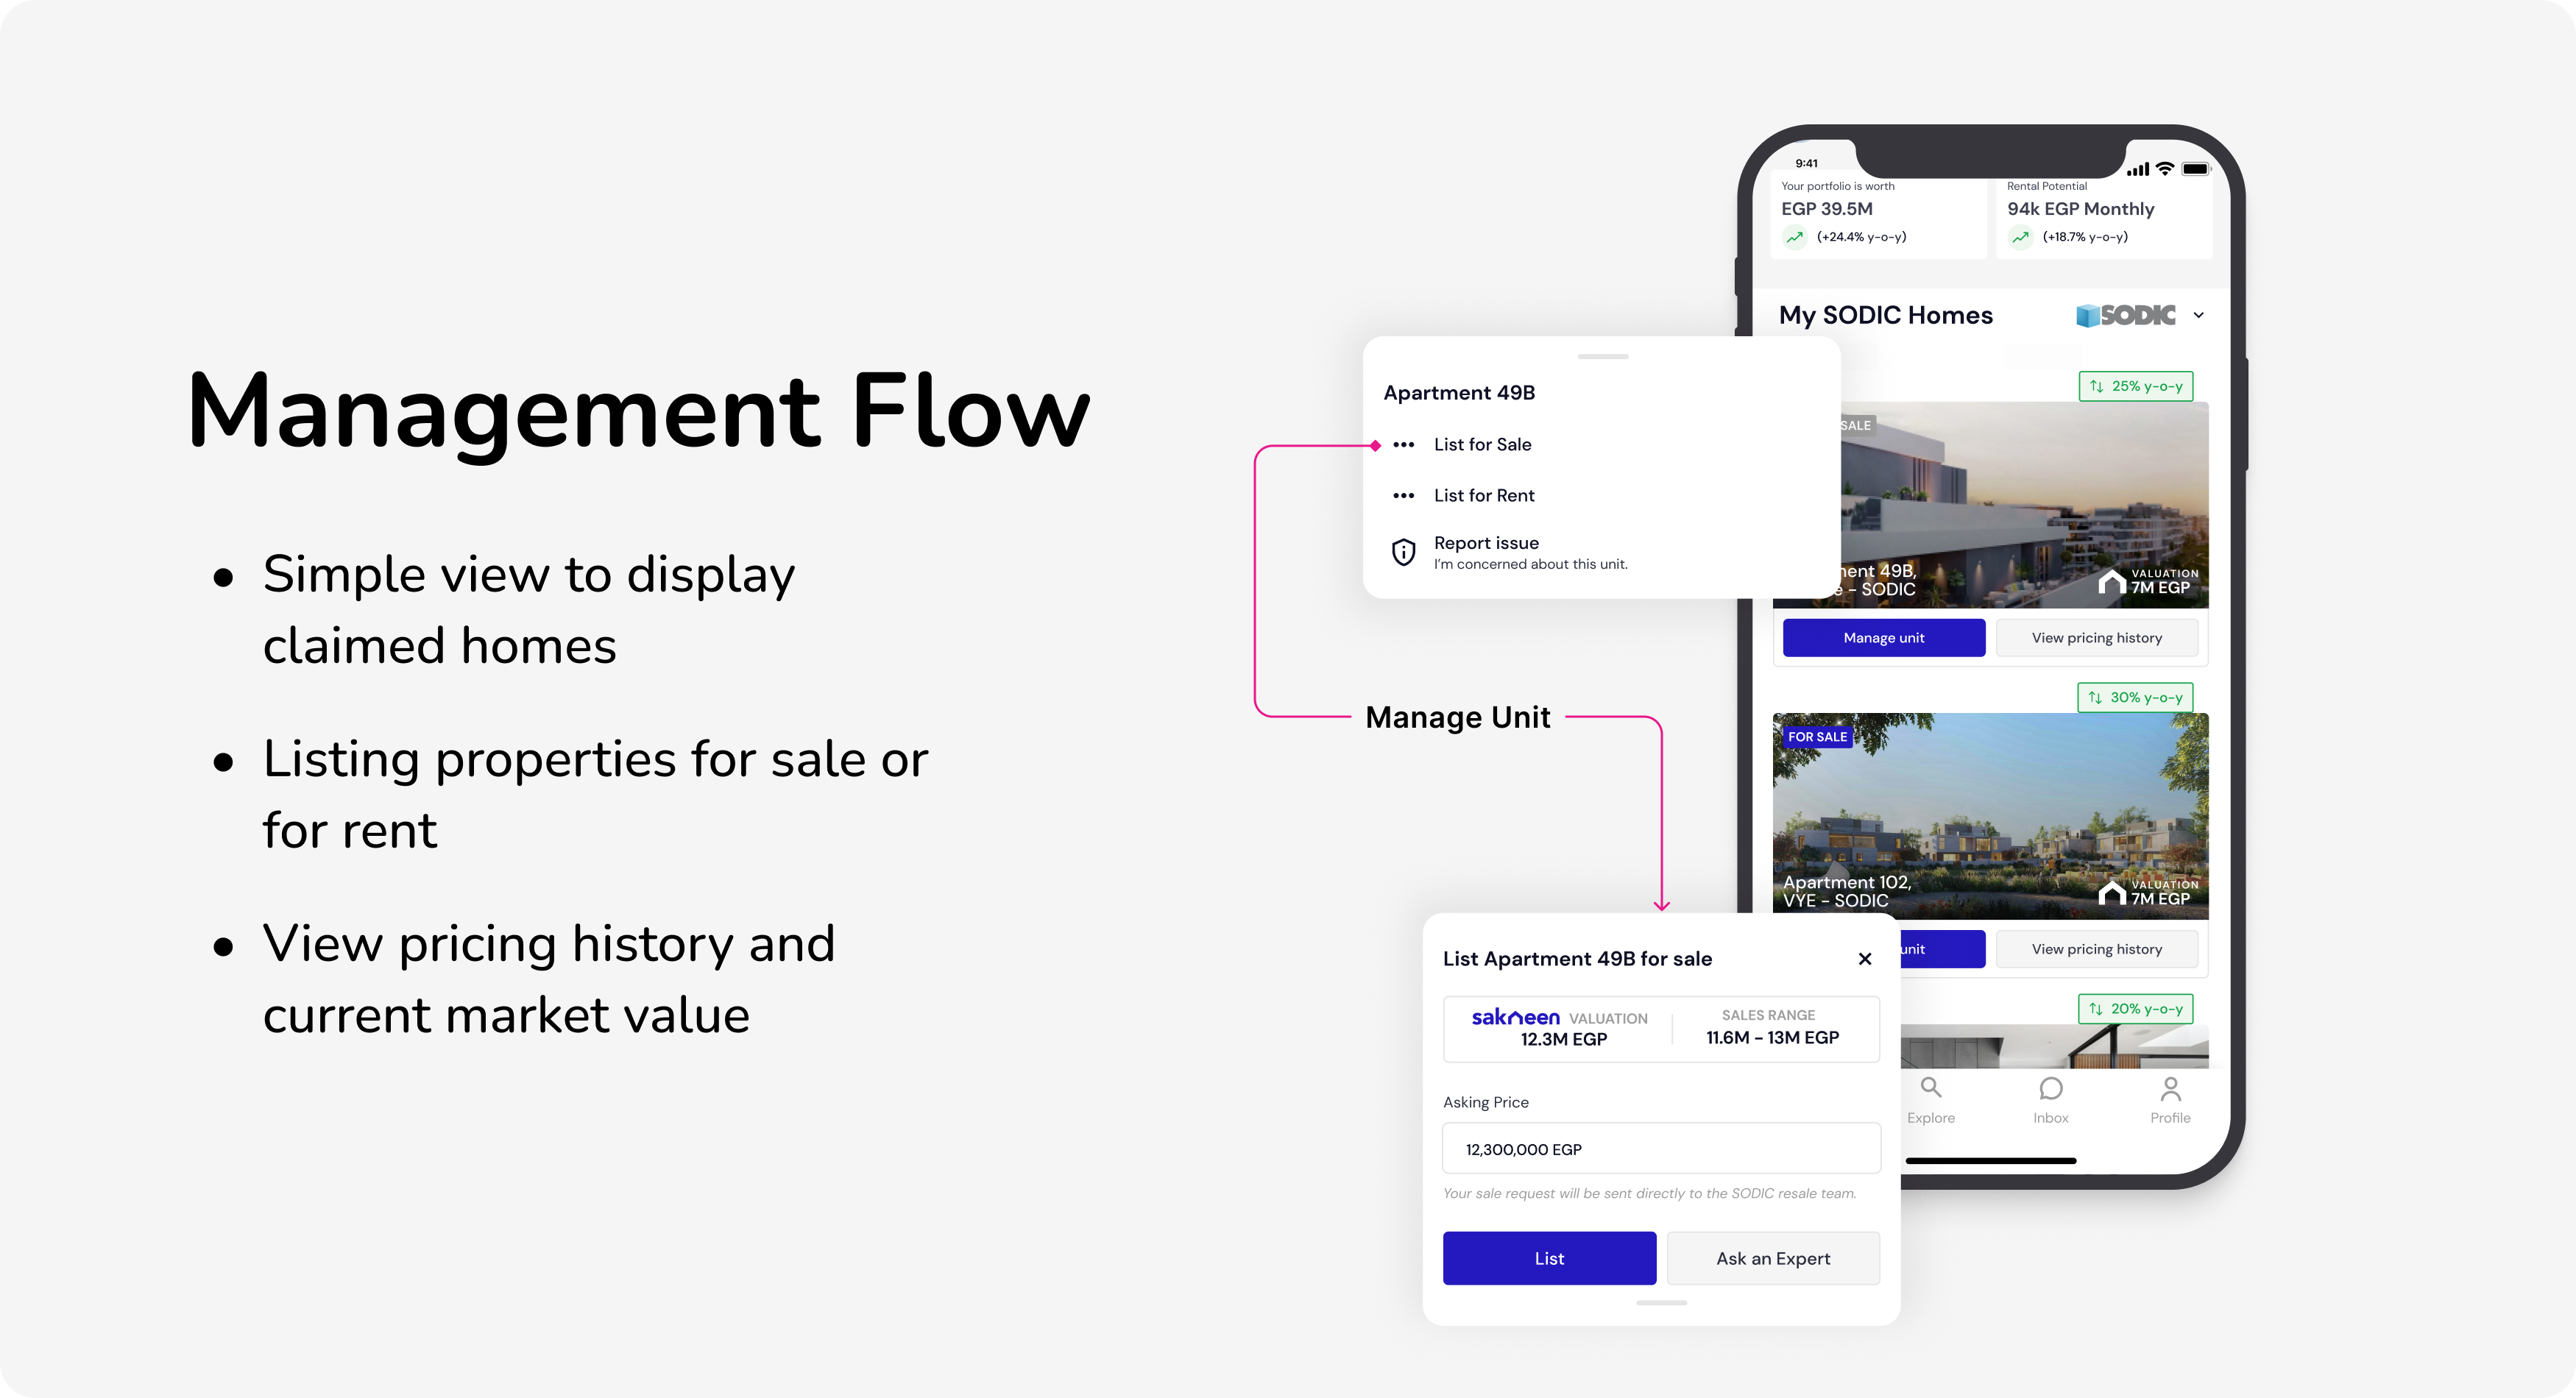 Management Flow
● Simple view to display
claimed homes
● Listing properties for sale or
for rent
● View pricing history and
current market value
9:41
Your portfolio is worth
EGP 39.5M
(+24.4% y-o-y)
Rental Potential
94k EGP Monthly
(+18.7% y-o-y)
My SODIC Homes
SODIC
Apartment 49B
List for Sale
List for Rent
Report issue
I'm concerned about this unit.
25% y-o-y
SALE
49B,
– SODIC
VALUATION
7M EGP
Manage unit
View pricing history
Manage Unit
30% y-o-y
FOR SALE
Apartment 102,
VYE – SODIC
VALUATION
7M EGP
unit
View pricing history
20% y-o-y
List Apartment 49B for sale
sakneen VALUATION
12.3M EGP
SALES RANGE
11.6M – 13M EGP
Asking Price
12,300,000 EGP
Your sale request will be sent directly to the SODIC resale team.
List
Ask an Expert
Explore
Inbox
Profile